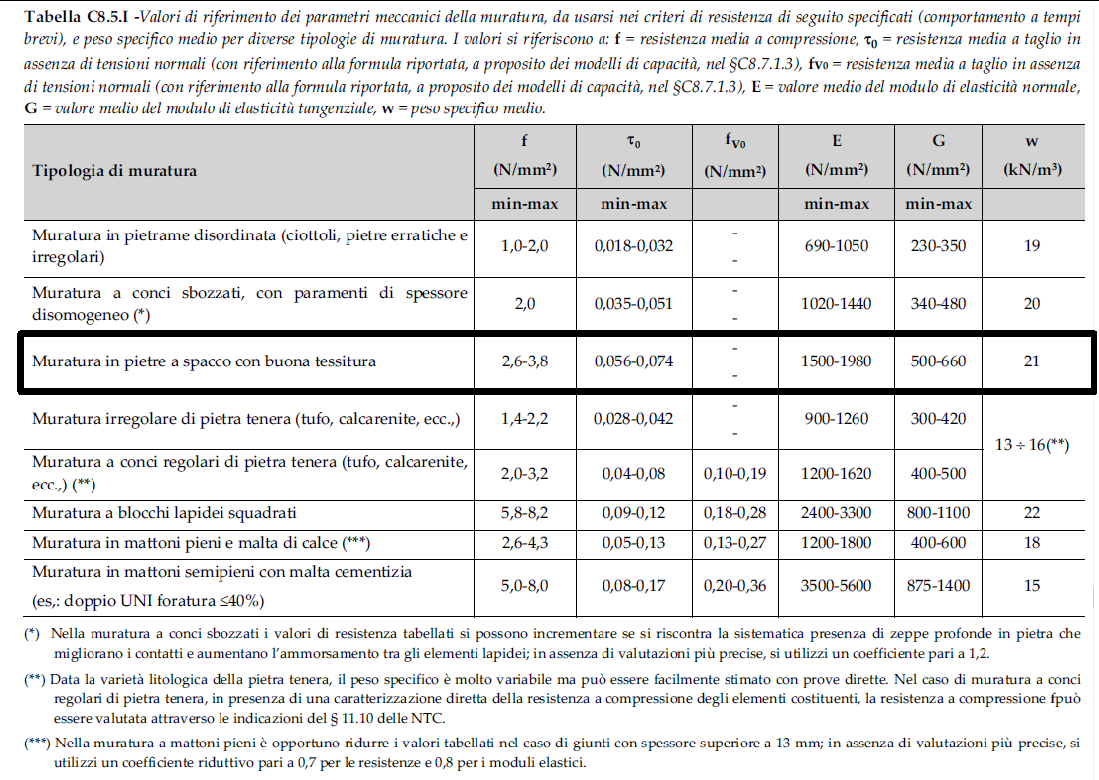 Tabella C8.5.I -Valori di riferimento dei parametri meccanici della muratura, da usarsi nei criteri di resistenza di seguito specificati (comportamento a tempi
brevi), e peso specifico medio per diverse tipologie di muratura. I valori si riferiscono a: f = resistenza media a compressione, τ0 = resistenza media a taglio in
assenza di tensioni normali (con riferimento alla formula riportata, a proposito dei modelli di capacità, nel §C8.7.1.3), fv0 = resistenza media a taglio in assenza
di tensioni normali (con riferimento alla formula riportata, a proposito dei modelli di capacità, nel §C8.7.1.3), E = valore medio del modulo di elasticità normale,
G = valore medio del modulo di elasticità tangenziale, w = peso specifico medio.
Tipologia di muratura
f τ0 fV0 E G w
(N/mm²) (N/mm²) (N/mm²) (N/mm²) (N/mm²) (kN/m³)
min-max min-max min-max min-max
Muratura in pietrame disordinata (ciottoli, pietre erratiche e
irregolari)
1,0-2,0 0,018-0,032 - - 690-1050 230-350 19
Muratura a conci sbozzati, con paramenti di spessore
disomogeneo (*)
2,0 0,035-0,051 - - 1020-1440 340-480 20
Muratura in pietre a spacco con buona tessitura 2,6-3,8 0,056-0,074 - - 1500-1980 500-660 21
Muratura irregolare di pietra tenera (tufo, calcarenite, ecc.,) 1,4-2,2 0,028-0,042 - - 900-1260 300-420
13 ÷ 16(**)
Muratura a conci regolari di pietra tenera (tufo, calcarenite,
ecc.,) (**)
2,0-3,2 0,04-0,08 0,10-0,19 1200-1620 400-500
Muratura a blocchi lapidei squadrati 5,8-8,2 0,09-0,12 0,18-0,28 2400-3300 800-1100 22
Muratura in mattoni pieni e malta di calce (***) 2,6-4,3 0,05-0,13 0,13-0,27 1200-1800 400-600 18
Muratura in mattoni semipieni con malta cementizia
(es,: doppio UNI foratura ≤40%)
5,0-8,0 0,08-0,17 0,20-0,36 3500-5600 875-1400 15
(*) Nella muratura a conci sbozzati i valori di resistenza tabellati si possono incrementare se si riscontra la sistematica presenza di zeppe profonde in pietra che
migliorano i contatti e aumentano l’ammorsamento tra gli elementi lapidei; in assenza di valutazioni più precise, si utilizzi un coefficiente pari a 1,2.
(**) Data la varietà litologica della pietra tenera, il peso specifico è molto variabile ma può essere facilmente stimato con prove dirette. Nel caso di muratura a conci
regolari di pietra tenera, in presenza di una caratterizzazione diretta della resistenza a compressione degli elementi costituenti, la resistenza a compressione fpuò
essere valutata attraverso le indicazioni del § 11.10 delle NTC.
(***) Nella muratura a mattoni pieni è opportuno ridurre i valori tabellati nel caso di giunti con spessore superiore a 13 mm; in assenza di valutazioni più precise, si
utilizzi un coefficiente riduttivo pari a 0,7 per le resistenze e 0,8 per i moduli elastici.